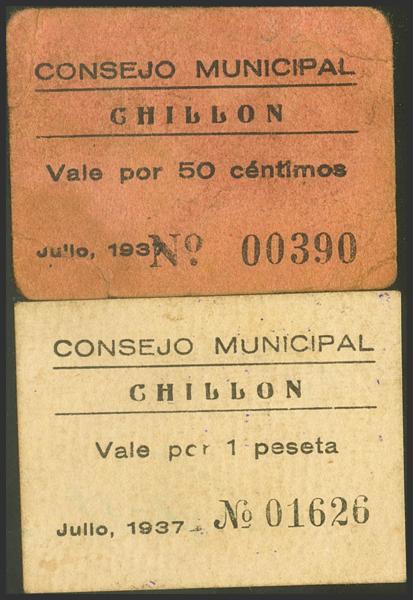 CONSEJO MUNICIPAL
CHILLON
Vale por 50 céntimos
Julio, 1937 Nº 00390
CONSEJO MUNICIPAL
CHILLON
Vale por 1 peseta
Julio, 1937 Nº 01626